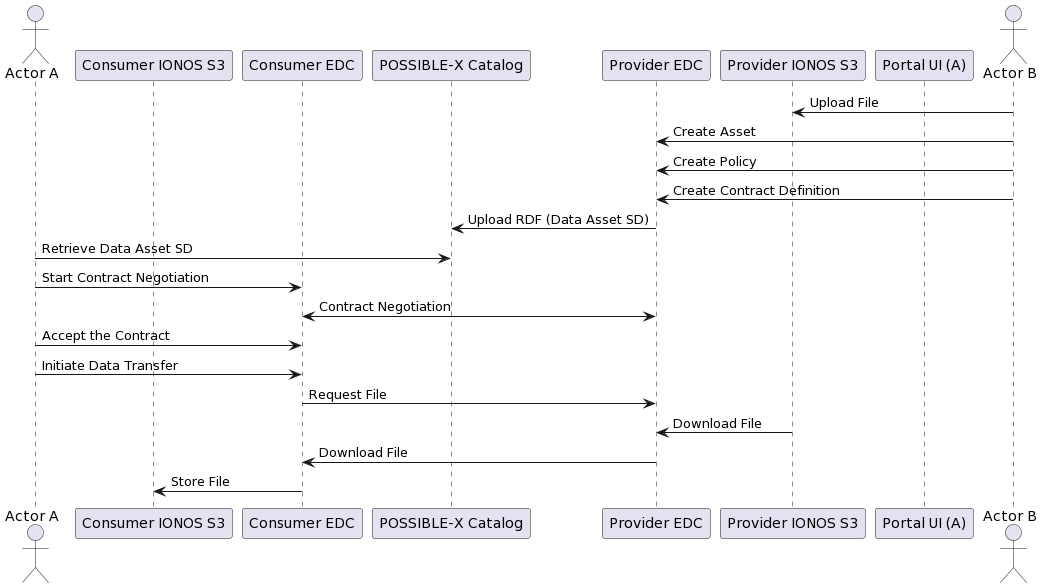 Actor A
Consumer IONOS S3
Consumer EDC
POSSIBLE-X Catalog
Provider EDC
Provider IONOS S3
Portal UI (A)
Actor B
Upload File
Create Asset
Create Policy
Create Contract Definition
Upload RDF (Data Asset SD)
Retrieve Data Asset SD
Start Contract Negotiation
Contract Negotiation
Accept the Contract
Initiate Data Transfer
Request File
Download File
Download File
Store File
Actor A
Consumer IONOS S3
Consumer EDC
POSSIBLE-X Catalog
Provider EDC
Provider IONOS S3
Portal UI (A)
Actor B